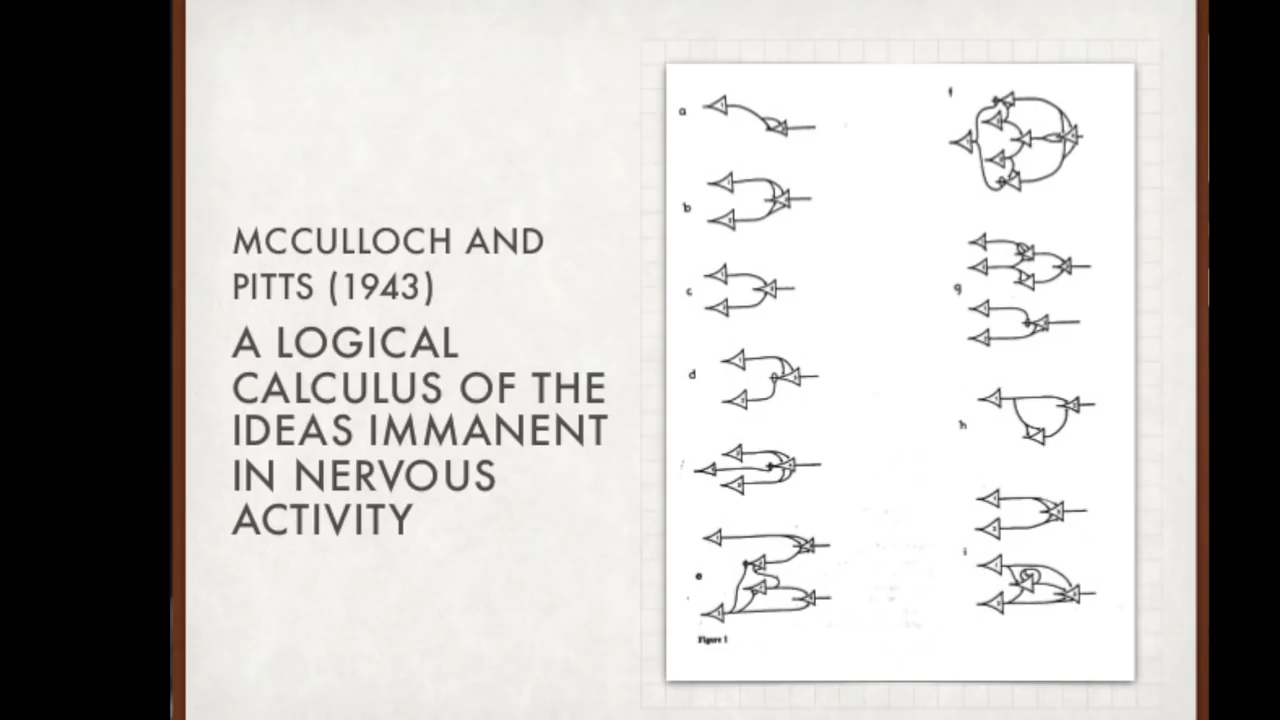 MCCULLOCH AND
PITTS (1943)
A LOGICAL
CALCULUS OF THE
IDEAS IMMANENT
IN NERVOUS
ACTIVITY
a
b
c
d
e
Figure 1
f
g
h
i